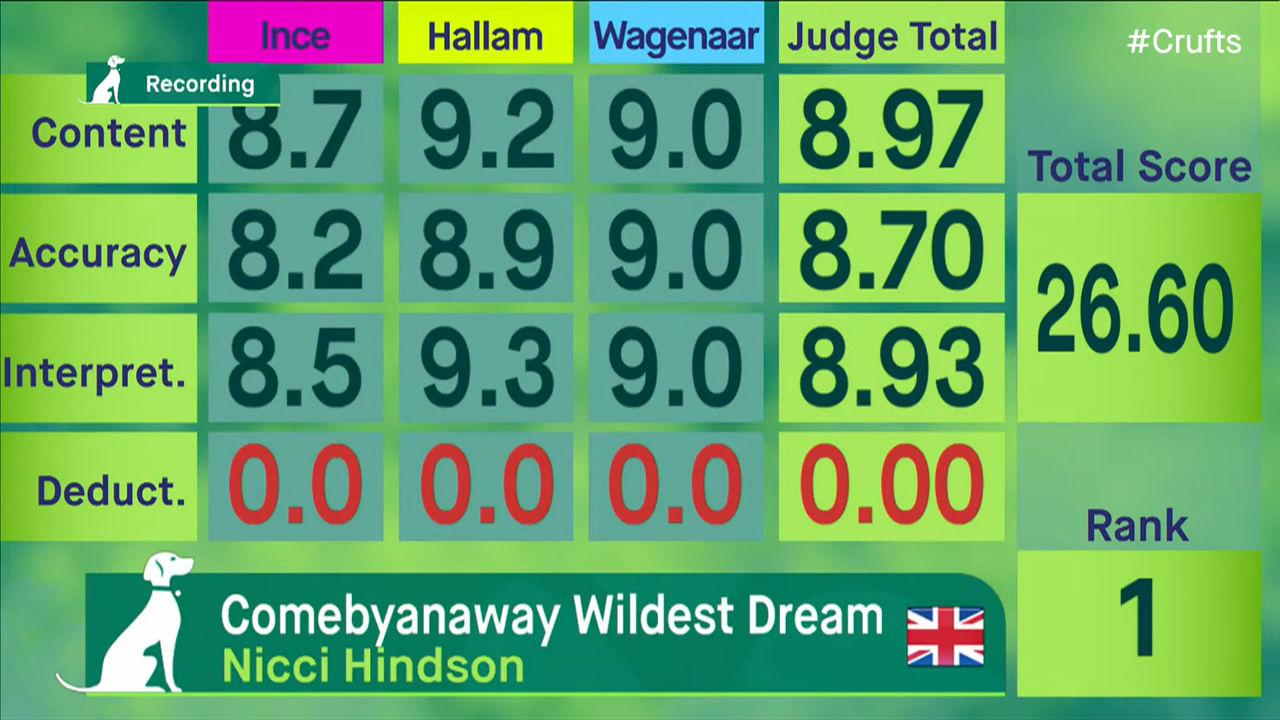 Ince Hallam Wagenaar Judge Total #Crufts
Recording
Content 8.7 9.2 9.0 8.97
Total Score
Accuracy 8.2 8.9 9.0 8.70
26.60
Interpret. 8.5 9.3 9.0 8.93
Deduct. 0.0 0.0 0.0 0.00
Rank
1
Comebyanaway Wildest Dream
Nicci Hindson